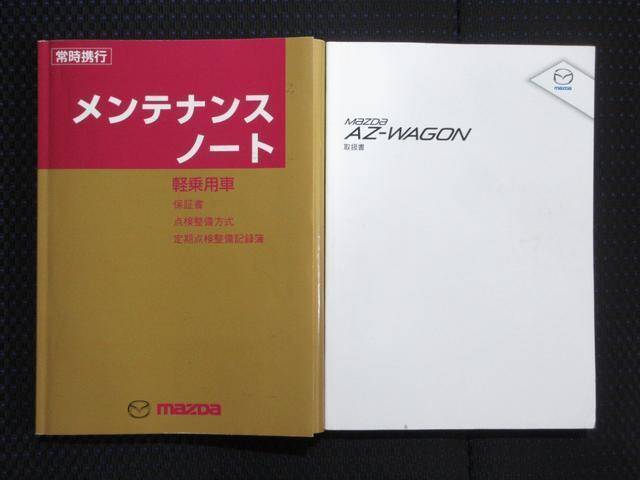 常時携行
メンテナンス
ノート
軽乗用車
保証書
点検整備方式
定期点検整備記録簿
mazda
mazda
mazda
AZ-WAGON
取扱書